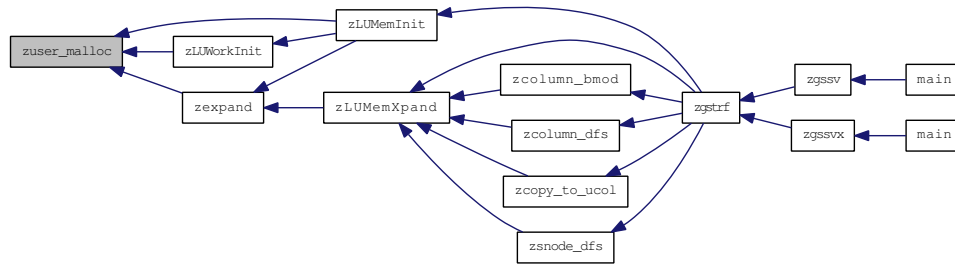 zuser_malloc
zLUMemInit
zLUWorkInit
zexpand
zLUMemXpand
zcolumn_bmod
zcolumn_dfs
zcopy_to_ucol
zsnode_dfs
zgstrf
zgssv
main
zgssvx
main